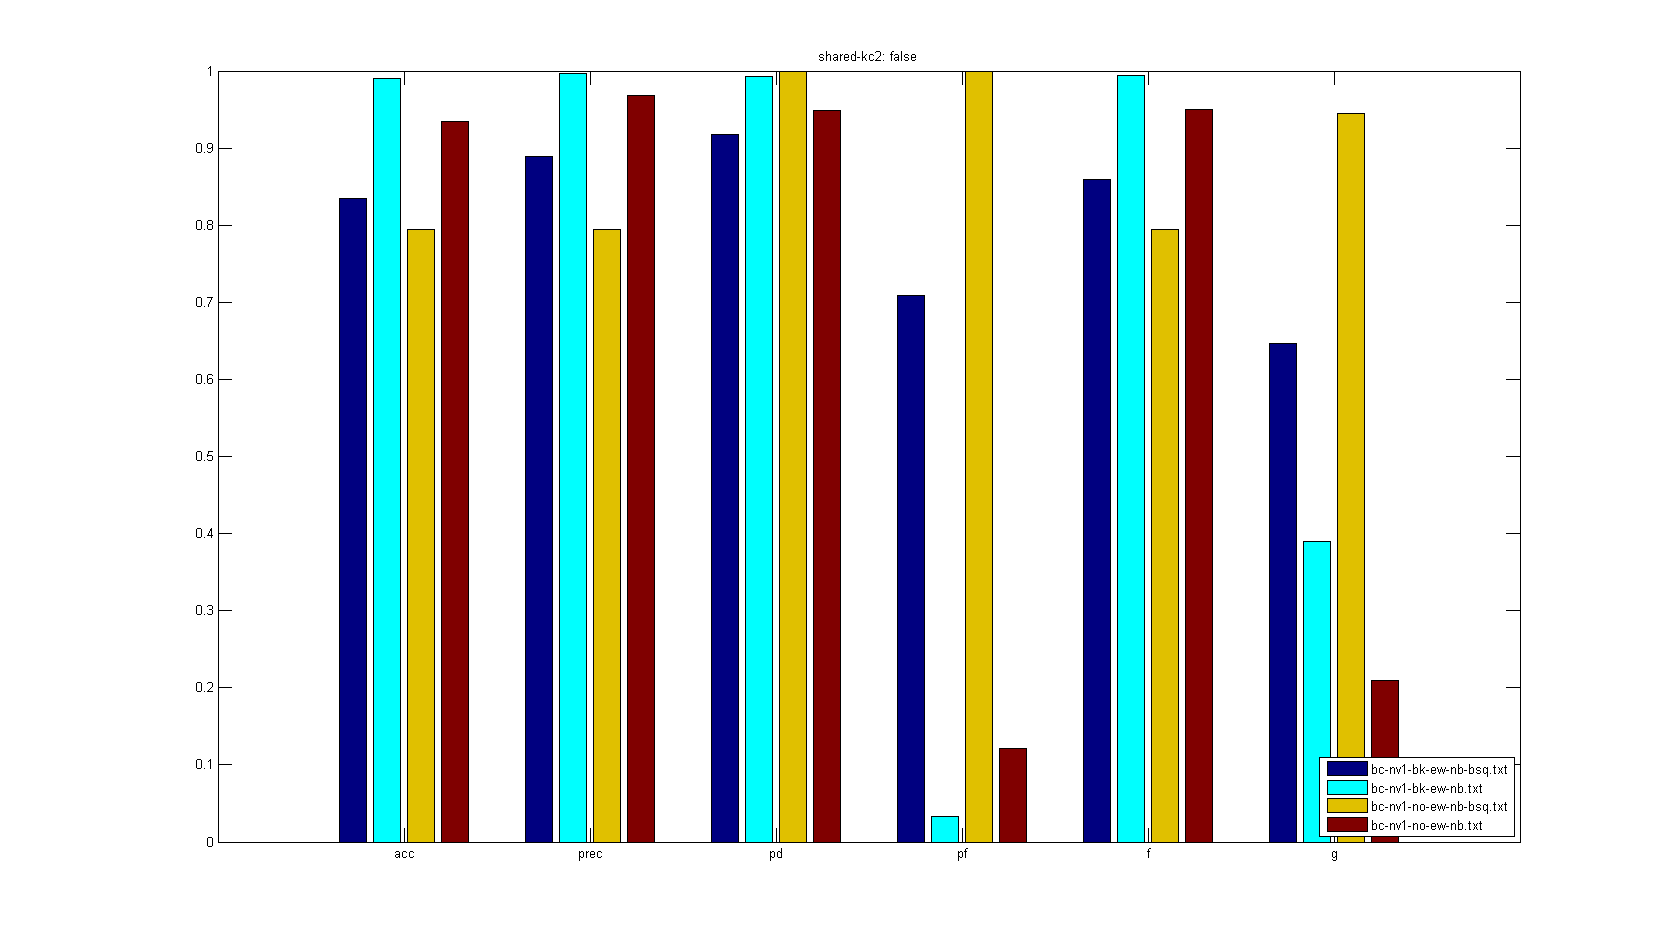 shared-kc2: false
1
0.9
0.8
0.7
0.6
0.5
0.4
0.3
0.2
0.1
0
acc prec pd pf f g
bc-nv1-bk-ew-nb-bsq.txt
bc-nv1-bk-ew-nb.txt
bc-nv1-no-ew-nb-bsq.txt
bc-nv1-no-ew-nb.txt